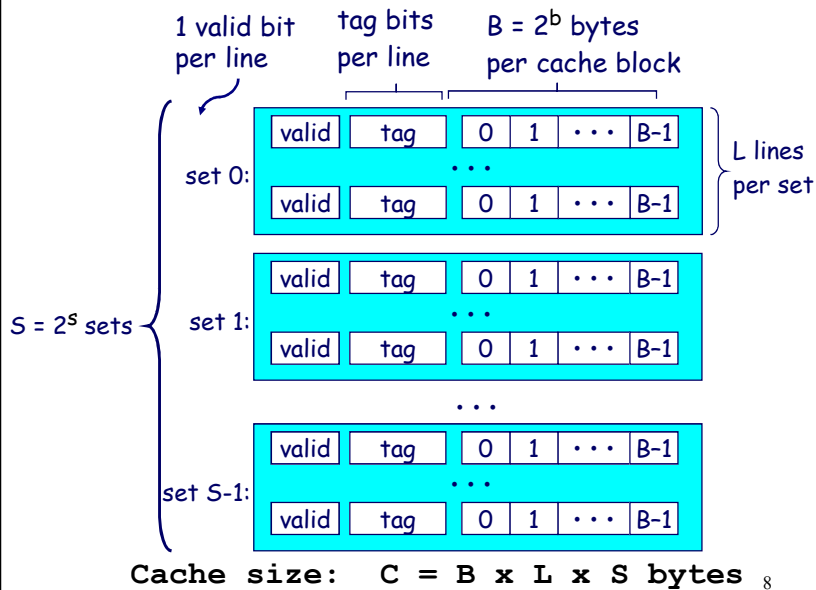 1 valid bit
per line
tag bits
per line
B = 2ᵇ bytes
per cache block
S = 2ˢ sets
set 0:
valid tag 0 1 · · · B–1
· · ·
valid tag 0 1 · · · B–1
L lines
per set
set 1:
valid tag 0 1 · · · B–1
· · ·
valid tag 0 1 · · · B–1
· · ·
set S-1:
valid tag 0 1 · · · B–1
· · ·
valid tag 0 1 · · · B–1
Cache size: C = B x L x S bytes
8